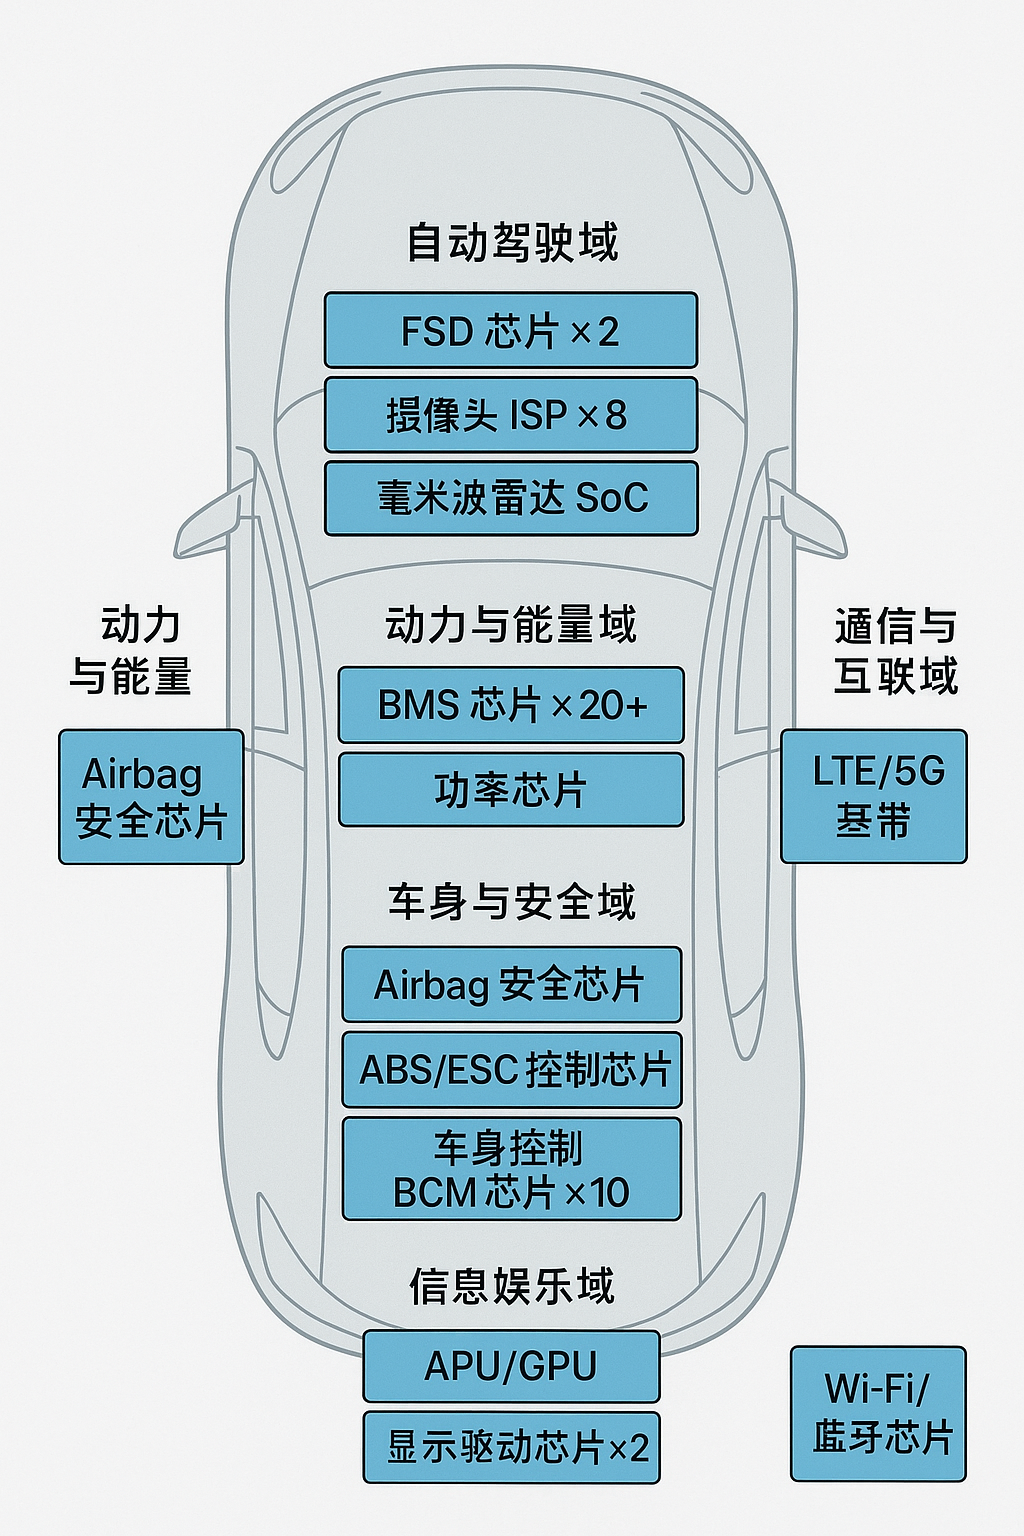 自动驾驶域
FSD 芯片 ×2
摄像头 ISP ×8
毫米波雷达 SoC
动力
与能量
Airbag
安全芯片
动力与能量域
BMS 芯片 ×20+
功率芯片
通信与
互联域
LTE/5G
基带
车身与安全域
Airbag 安全芯片
ABS/ESC 控制芯片
车身控制
BCM 芯片 ×10
信息娱乐域
APU/GPU
显示驱动芯片×2
Wi-Fi/
蓝牙芯片